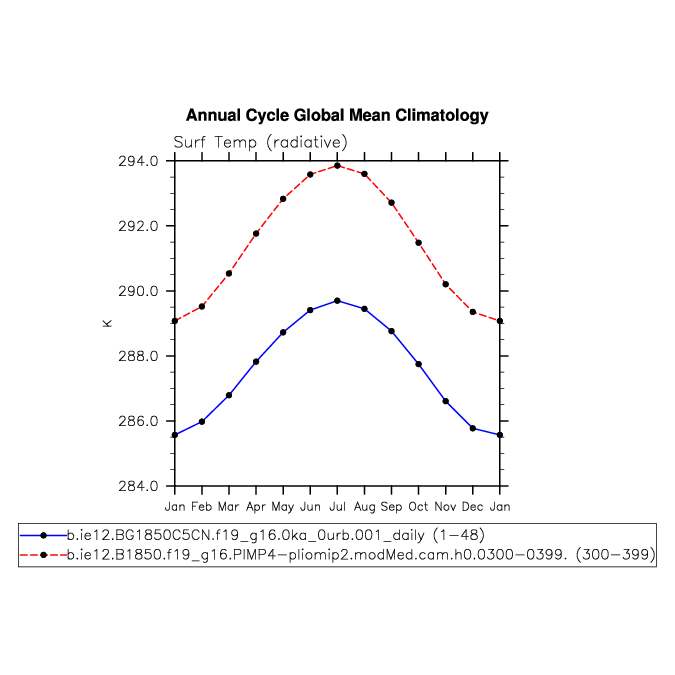 Annual Cycle Global Mean Climatology
Surf Temp (radiative)
294.0
292.0
290.0
288.0
286.0
284.0
K
Jan Feb Mar Apr May Jun Jul Aug Sep Oct Nov Dec Jan
b.ie12.BG1850C5CN.f19_g16.0ka_0urb.001_daily (1-48)
b.ie12.B1850.f19_g16.PlMP4-pliomip2.modMed.cam.h0.0300-0399. (300-399)